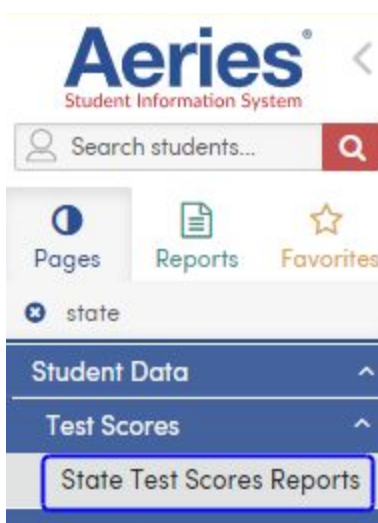 Aeries®
Student Information System
Search students...
Pages Reports Favorites
state
Student Data
Test Scores
State Test Scores Reports